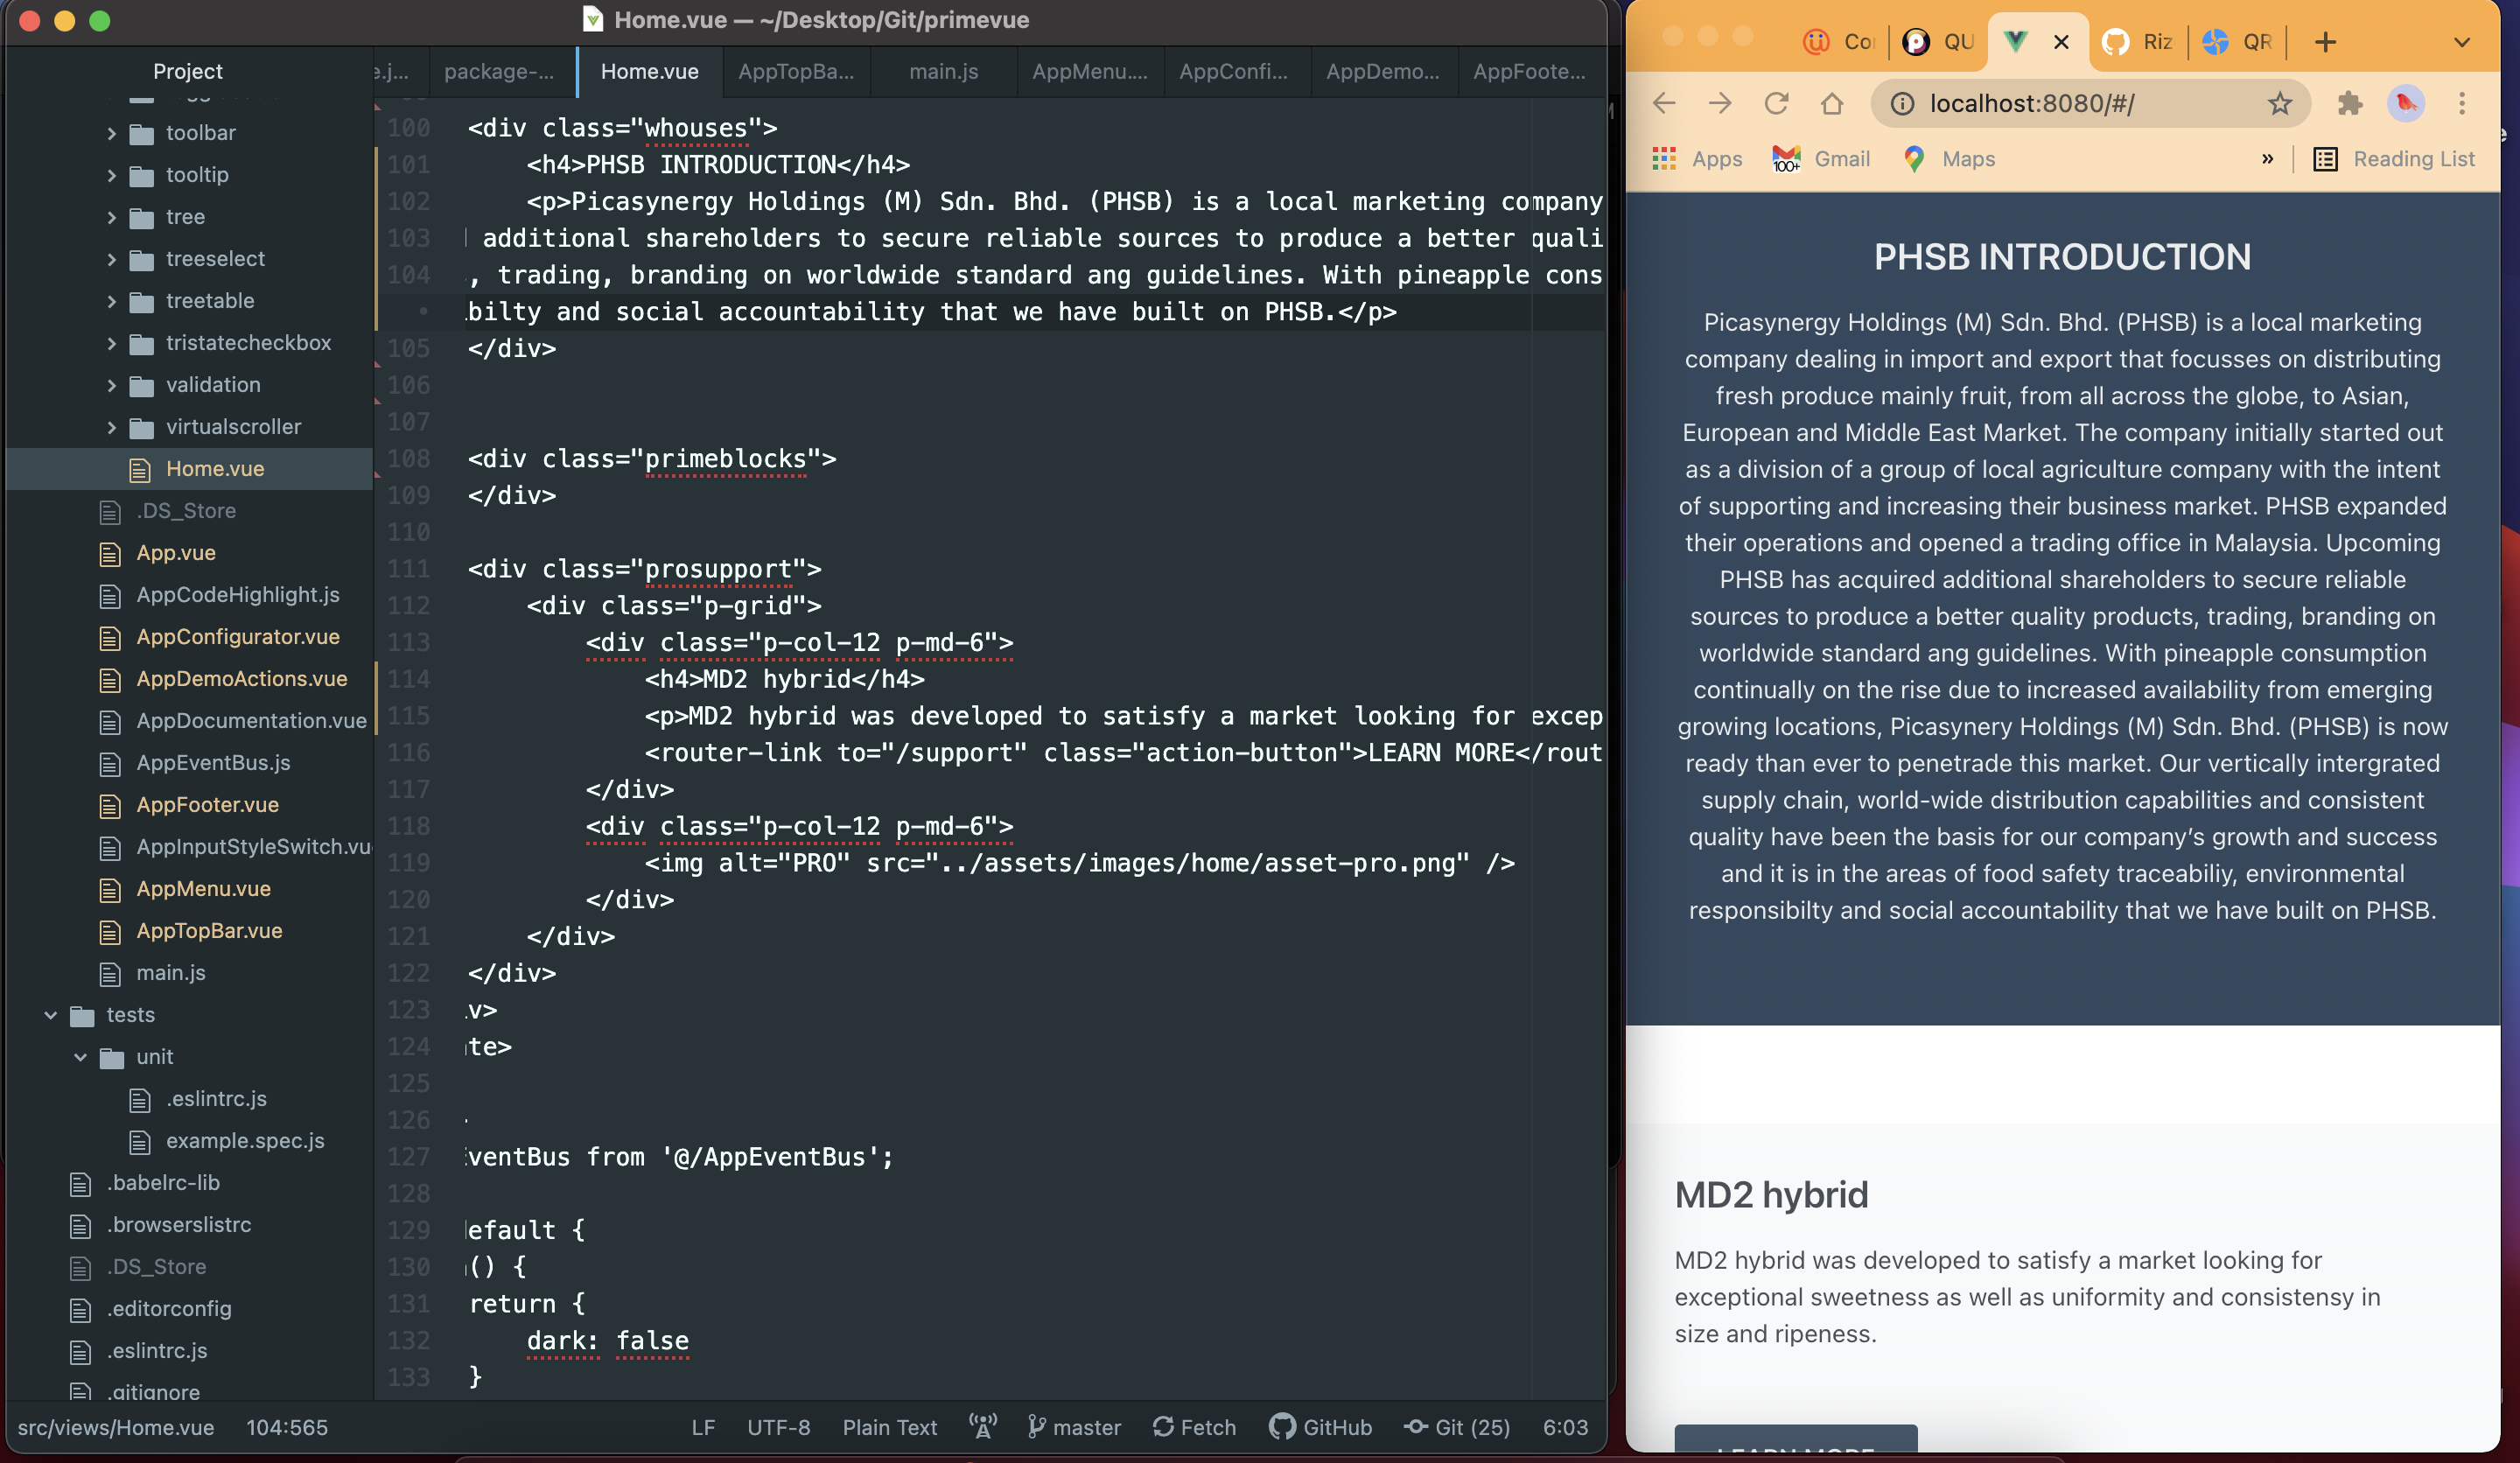 Home.vue — ~/Desktop/Git/primevue
Project
e.j...
package-...
Home.vue
AppTopBa...
main.js
AppMenu....
AppConfi...
AppDemo...
AppFoote...
toolbar
tooltip
tree
treeselect
treetable
tristatecheckbox
validation
virtualscroller
Home.vue
.DS_Store
App.vue
AppCodeHighlight.js
AppConfigurator.vue
AppDemoActions.vue
AppDocumentation.vue
AppEventBus.js
AppFooter.vue
AppInputStyleSwitch.vu
AppMenu.vue
AppTopBar.vue
main.js
tests
unit
.eslintrc.js
example.spec.js
.babelrc-lib
.browserslistrc
.DS_Store
.editorconfig
.eslintrc.js
.gitignore
100 <div class="whouses">
101 <h4>PHSB INTRODUCTION</h4>
102 <p>Picasynergy Holdings (M) Sdn. Bhd. (PHSB) is a local marketing company
103 additional shareholders to secure reliable sources to produce a better quali
104 , trading, branding on worldwide standard ang guidelines. With pineapple cons
• bilty and social accountability that we have built on PHSB.</p>
105 </div>
106
107
108 <div class="primeblocks">
109 </div>
110
111 <div class="prosupport">
112 <div class="p-grid">
113 <div class="p-col-12 p-md-6">
114 <h4>MD2 hybrid</h4>
115 <p>MD2 hybrid was developed to satisfy a market looking for excep
116 <router-link to="/support" class="action-button">LEARN MORE</rout
117 </div>
118 <div class="p-col-12 p-md-6">
119 <img alt="PRO" src="../assets/images/home/asset-pro.png" />
120 </div>
121 </div>
122 </div>
123 v>
124 te>
125
126
127 ventBus from '@/AppEventBus';
128
129 efault {
130 () {
131 return {
132 dark: false
133 }
src/views/Home.vue 104:565 LF UTF-8 Plain Text master Fetch GitHub Git (25) 6:03
Co QU Riz QR
localhost:8080/#/
Apps 100+ Gmail Maps » Reading List
PHSB INTRODUCTION
Picasynergy Holdings (M) Sdn. Bhd. (PHSB) is a local marketing
company dealing in import and export that focusses on distributing
fresh produce mainly fruit, from all across the globe, to Asian,
European and Middle East Market. The company initially started out
as a division of a group of local agriculture company with the intent
of supporting and increasing their business market. PHSB expanded
their operations and opened a trading office in Malaysia. Upcoming
PHSB has acquired additional shareholders to secure reliable
sources to produce a better quality products, trading, branding on
worldwide standard ang guidelines. With pineapple consumption
continually on the rise due to increased availability from emerging
growing locations, Picasynery Holdings (M) Sdn. Bhd. (PHSB) is now
ready than ever to penetrade this market. Our vertically intergrated
supply chain, world-wide distribution capabilities and consistent
quality have been the basis for our company’s growth and success
and it is in the areas of food safety traceabiliy, environmental
responsibilty and social accountability that we have built on PHSB.
MD2 hybrid
MD2 hybrid was developed to satisfy a market looking for
exceptional sweetness as well as uniformity and consistensy in
size and ripeness.
LEARN MORE